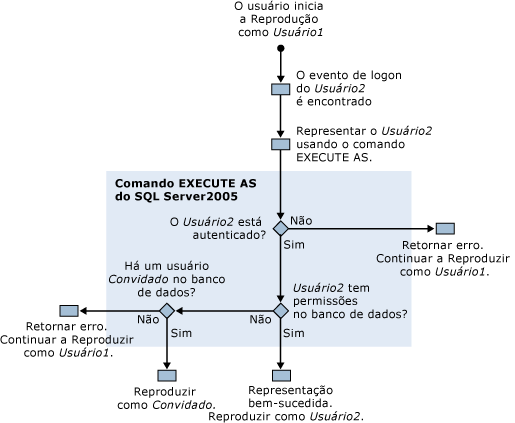 O usuário inicia
a Reprodução
como Usuário1
O evento de logon
do Usuário2
é encontrado
Representar o Usuário2
usando o comando
EXECUTE AS.
Comando EXECUTE AS
do SQL Server2005
O Usuário2 está
autenticado?
Não
Sim
Retornar erro.
Continuar a Reproduzir
como Usuário1.
Há um usuário
Convidado no banco
de dados?
Usuário2 tem
permissões
no banco de dados?
Não
Sim
Não
Sim
Retornar erro.
Continuar a Reproduzir
como Usuário1.
Reproduzir
como Convidado.
Representação
bem-sucedida.
Reproduzir como Usuário2.